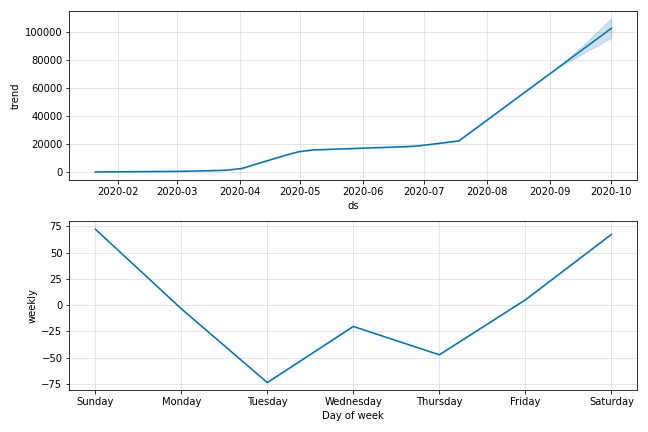 100000
80000
60000
40000
20000
0
trend
2020-02 2020-03 2020-04 2020-05 2020-06 2020-07 2020-08 2020-09 2020-10
ds
75
50
25
0
−25
−50
−75
weekly
Sunday Monday Tuesday Wednesday Thursday Friday Saturday
Day of week